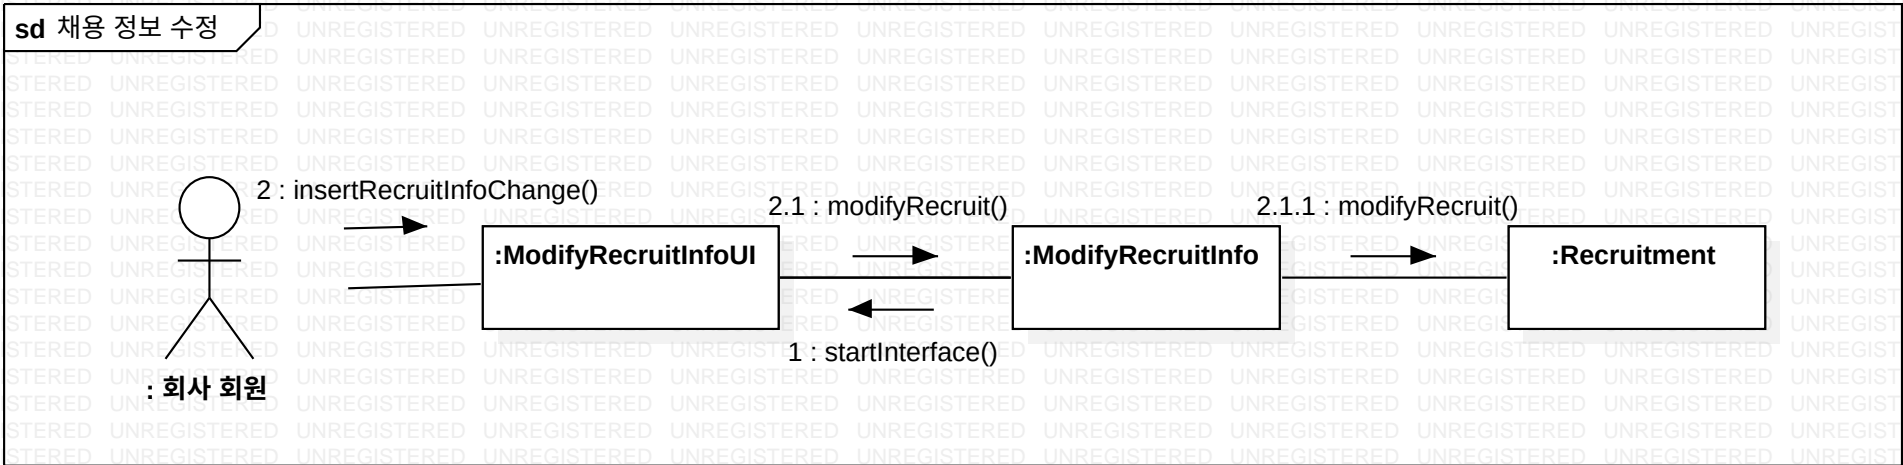 sd 채용 정보 수정
2 : insertRecruitInfoChange()
2.1 : modifyRecruit()
2.1.1 : modifyRecruit()
:ModifyRecruitInfoUI
:ModifyRecruitInfo
:Recruitment
1 : startInterface()
: 회사 회원
UNREGISTERED